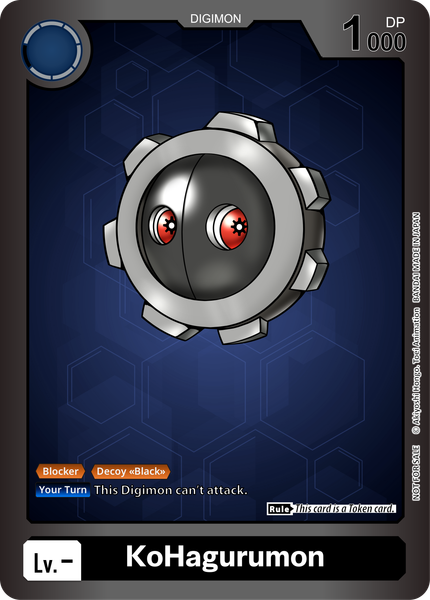 DIGIMON
DP
1000
Blocker Decoy «Black»
Your Turn This Digimon can't attack.
Rule This card is a Token card.
Lv.-
KoHagurumon
© Akiyoshi Hongo, Toei Animation BANDAI MADE IN JAPAN
NOT FOR SALE